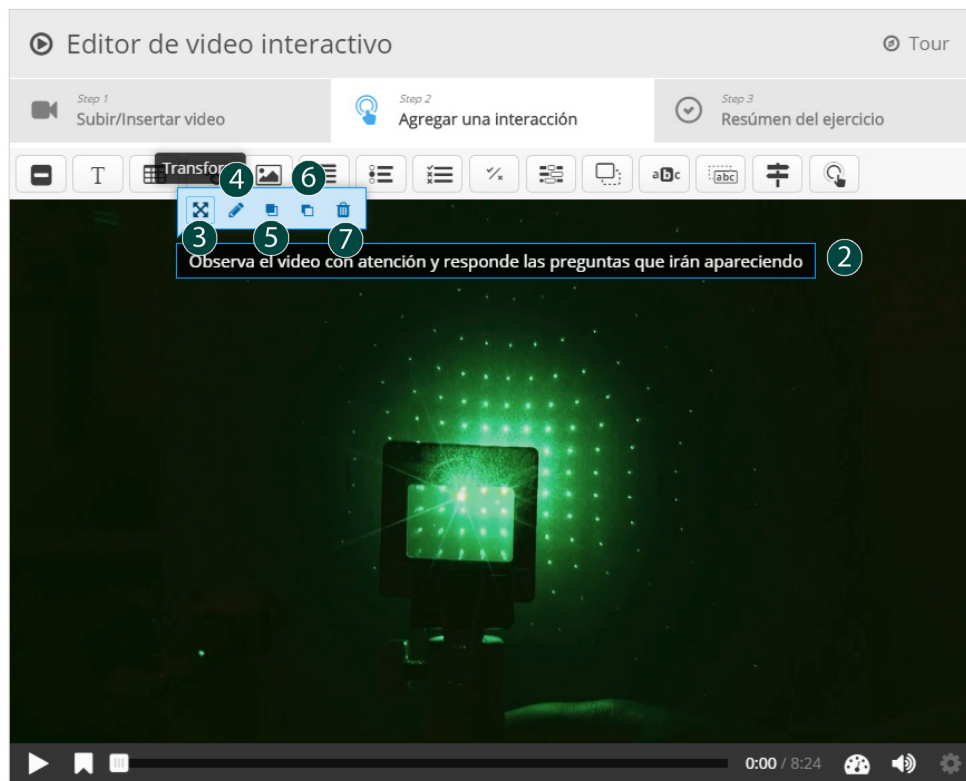 Editor de video interactivo
Tour
Step 1
Subir/Insertar video
Step 2
Agregar una interacción
Step 3
Resúmen del ejercicio
T
abc
abc
Transfor
4
6
3
5
7
Observa el video con atención y responde las preguntas que irán apareciendo
2
0:00 / 8:24